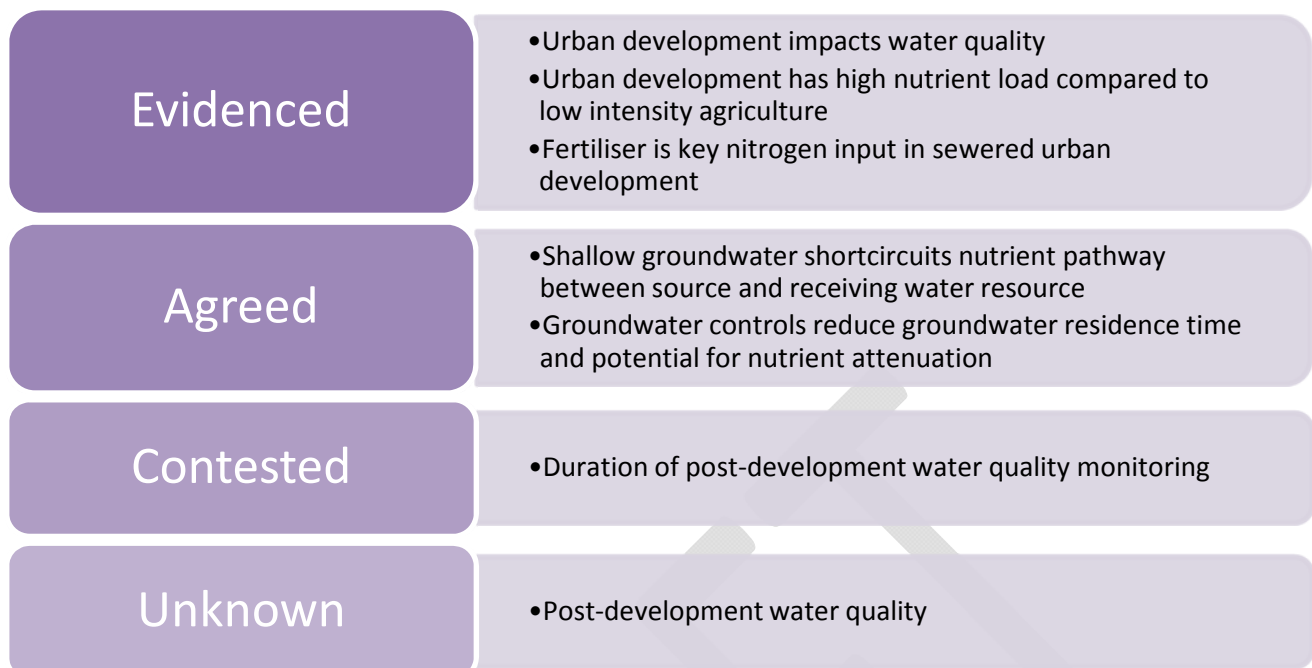 Evidenced
•Urban development impacts water quality
•Urban development has high nutrient load compared to
low intensity agriculture
•Fertiliser is key nitrogen input in sewered urban
development
Agreed
•Shallow groundwater shortcircuits nutrient pathway
between source and receiving water resource
•Groundwater controls reduce groundwater residence time
and potential for nutrient attenuation
Contested
•Duration of post-development water quality monitoring
Unknown
•Post-development water quality